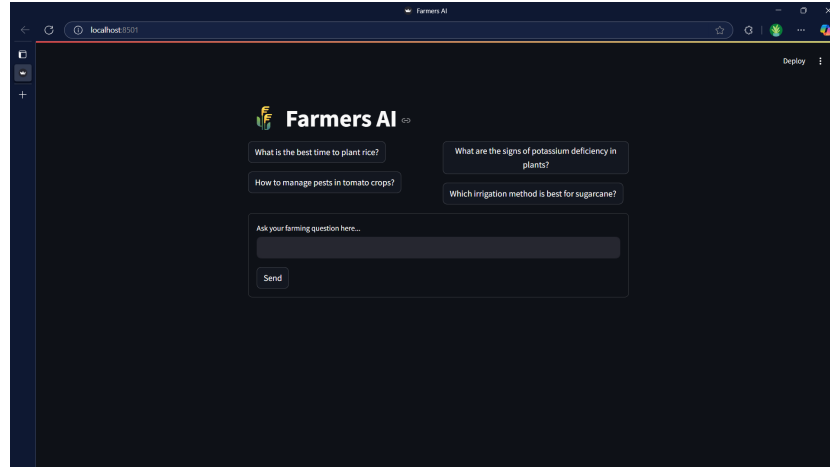 Farmers AI
localhost:8501
Deploy
Farmers AI
What is the best time to plant rice?
What are the signs of potassium deficiency in
plants?
How to manage pests in tomato crops?
Which irrigation method is best for sugarcane?
Ask your farming question here...
Send